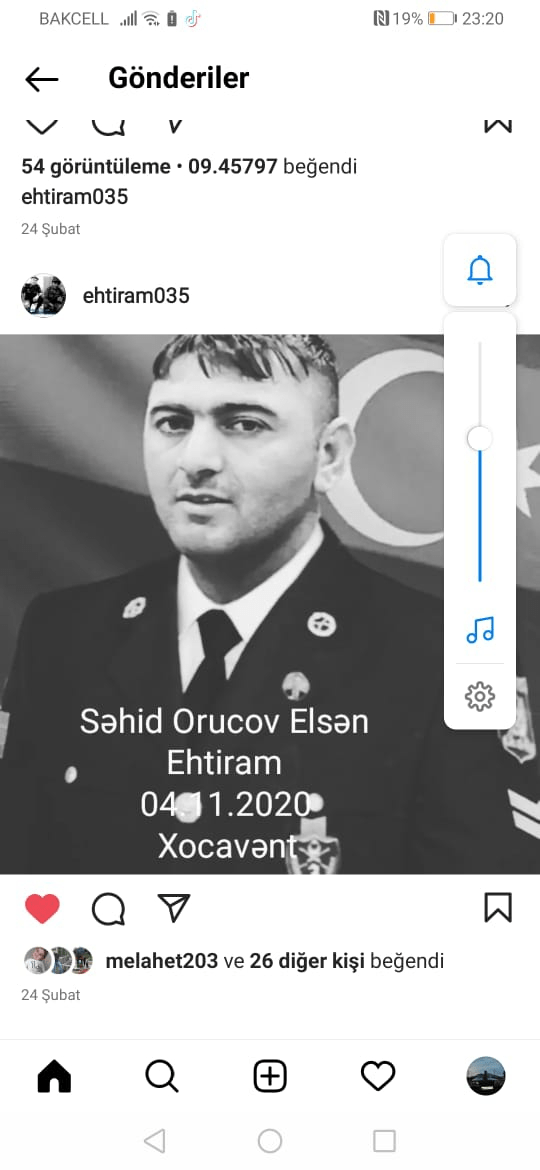 BAKCELL 19% 23:20
Gönderiler
54 görüntüleme • 09.45797 beğendi
ehtiram035
24 Şubat
ehtiram035
Səhid Orucov Elsən
Ehtiram
04.11.2020
Xocavənt
melahet203 ve 26 diğer kişi beğendi
24 Şubat